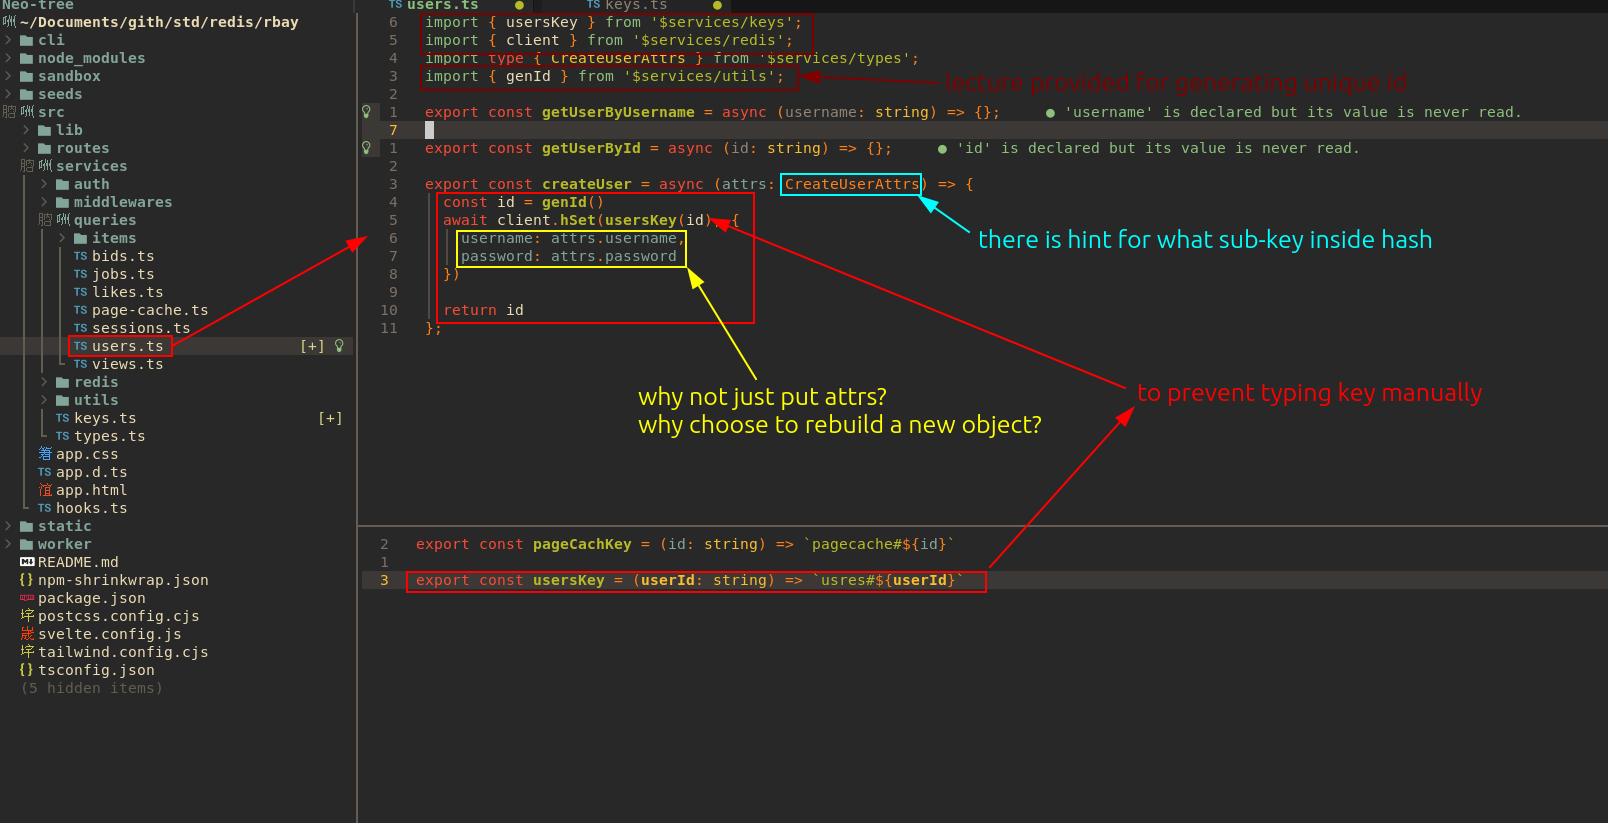 Neo-tree
~/Documents/gith/std/redis/rbay
cli
node_modules
sandbox
seeds
src
lib
routes
services
auth
middlewares
queries
items
TS bids.ts
TS jobs.ts
TS likes.ts
TS page-cache.ts
TS sessions.ts
TS users.ts [+]
TS views.ts
redis
utils
TS keys.ts [+]
TS types.ts
app.css
TS app.d.ts
app.html
TS hooks.ts
static
worker
README.md
{} npm-shrinkwrap.json
package.json
postcss.config.cjs
svelte.config.js
tailwind.config.cjs
{} tsconfig.json
(5 hidden items)
TS users.ts ● TS keys.ts ●
6 import { usersKey } from '$services/keys';
5 import { client } from '$services/redis';
4 import type { CreateUserAttrs } from '$services/types';
3 import { genId } from '$services/utils';
lecture provided for generating unique id
2
1 export const getUserByUsername = async (username: string) => {}; ● 'username' is declared but its value is never read.
7
1 export const getUserById = async (id: string) => {}; ● 'id' is declared but its value is never read.
2
3 export const createUser = async (attrs: CreateUserAttrs) => {
4 const id = genId()
5 await client.hSet(usersKey(id), {
6 username: attrs.username,
7 password: attrs.password
8 })
9
10 return id
11 };
there is hint for what sub-key inside hash
why not just put attrs?
why choose to rebuild a new object?
to prevent typing key manually
2 export const pageCachKey = (id: string) => `pagecache#${id}`
1
3 export const usersKey = (userId: string) => `usres#${userId}`